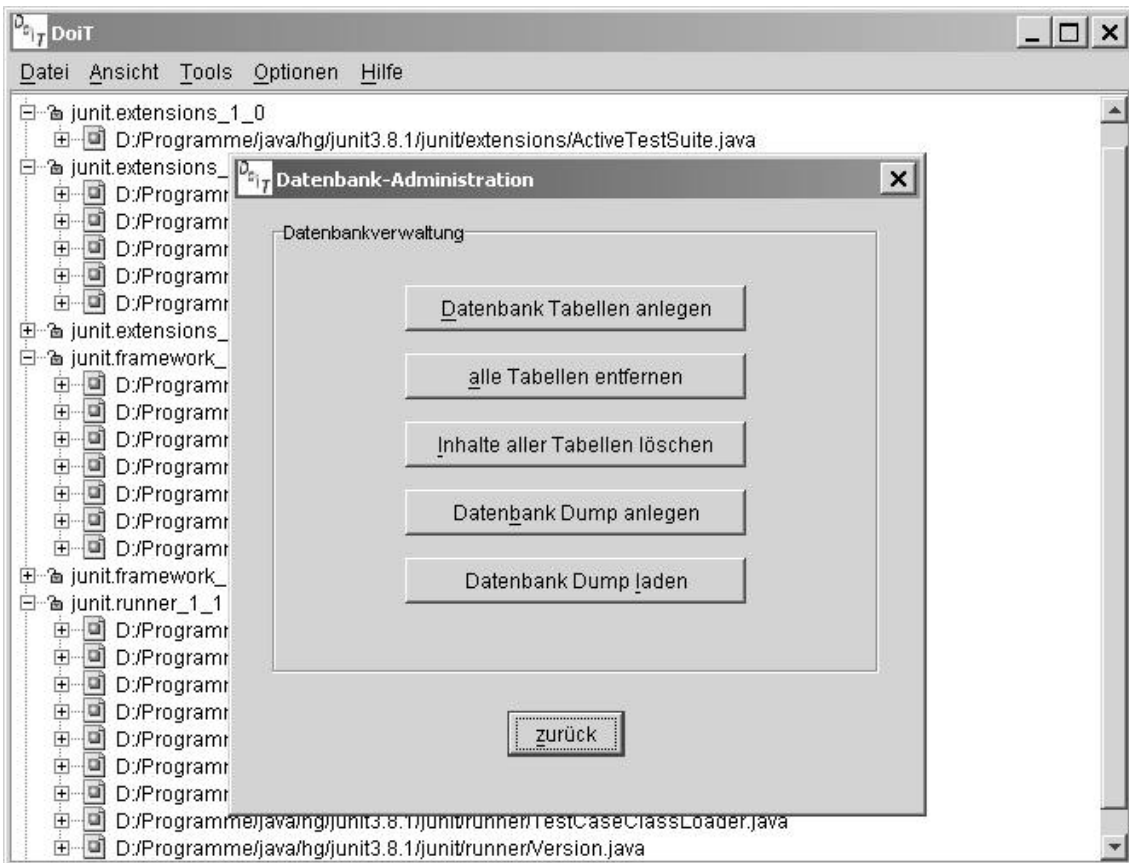 DoiT DoiT
Datei Ansicht Tools Optionen Hilfe
junit.extensions_1_0
D:/Programme/java/hg/junit3.8.1/junit/extensions/ActiveTestSuite.java
junit.extensions_
D:/Programm
D:/Programm
D:/Programm
D:/Programm
D:/Programm
junit.extensions_
junit.framework_
D:/Programm
D:/Programm
D:/Programm
D:/Programm
D:/Programm
D:/Programm
D:/Programm
junit.framework_
junit.runner_1_1
D:/Programm
D:/Programm
D:/Programm
D:/Programm
D:/Programm
D:/Programm
D:/Programm
D:/Programme/java/hg/junit3.8.1/junit/runner/TestCaseClassLoader.java
D:/Programme/java/hg/junit3.8.1/junit/runner/Version.java
DoiT Datenbank-Administration
Datenbankverwaltung
Datenbank Tabellen anlegen
alle Tabellen entfernen
Inhalte aller Tabellen löschen
Datenbank Dump anlegen
Datenbank Dump laden
zurück